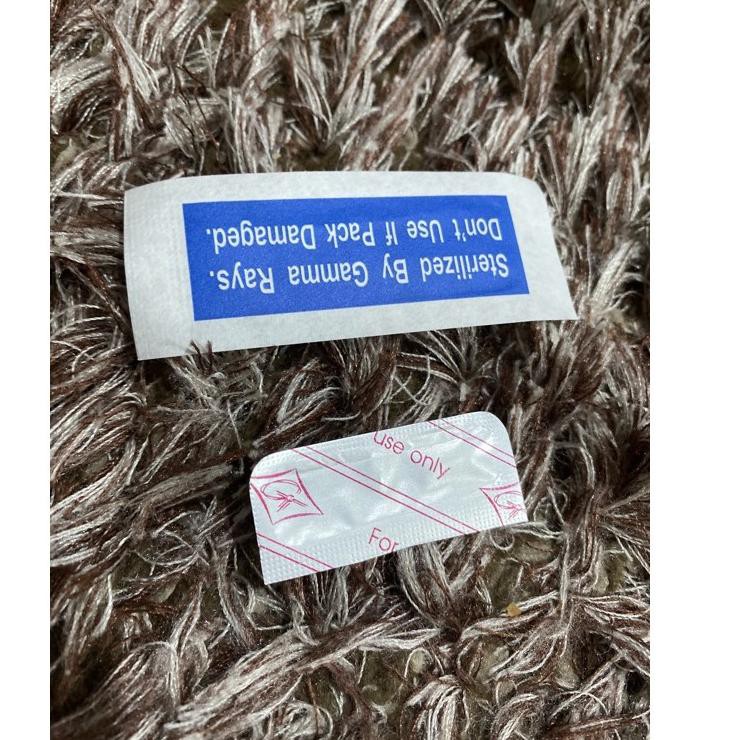 Sterilized By Gamma Rays.
Don't Use If Pack Damaged.
use only
For